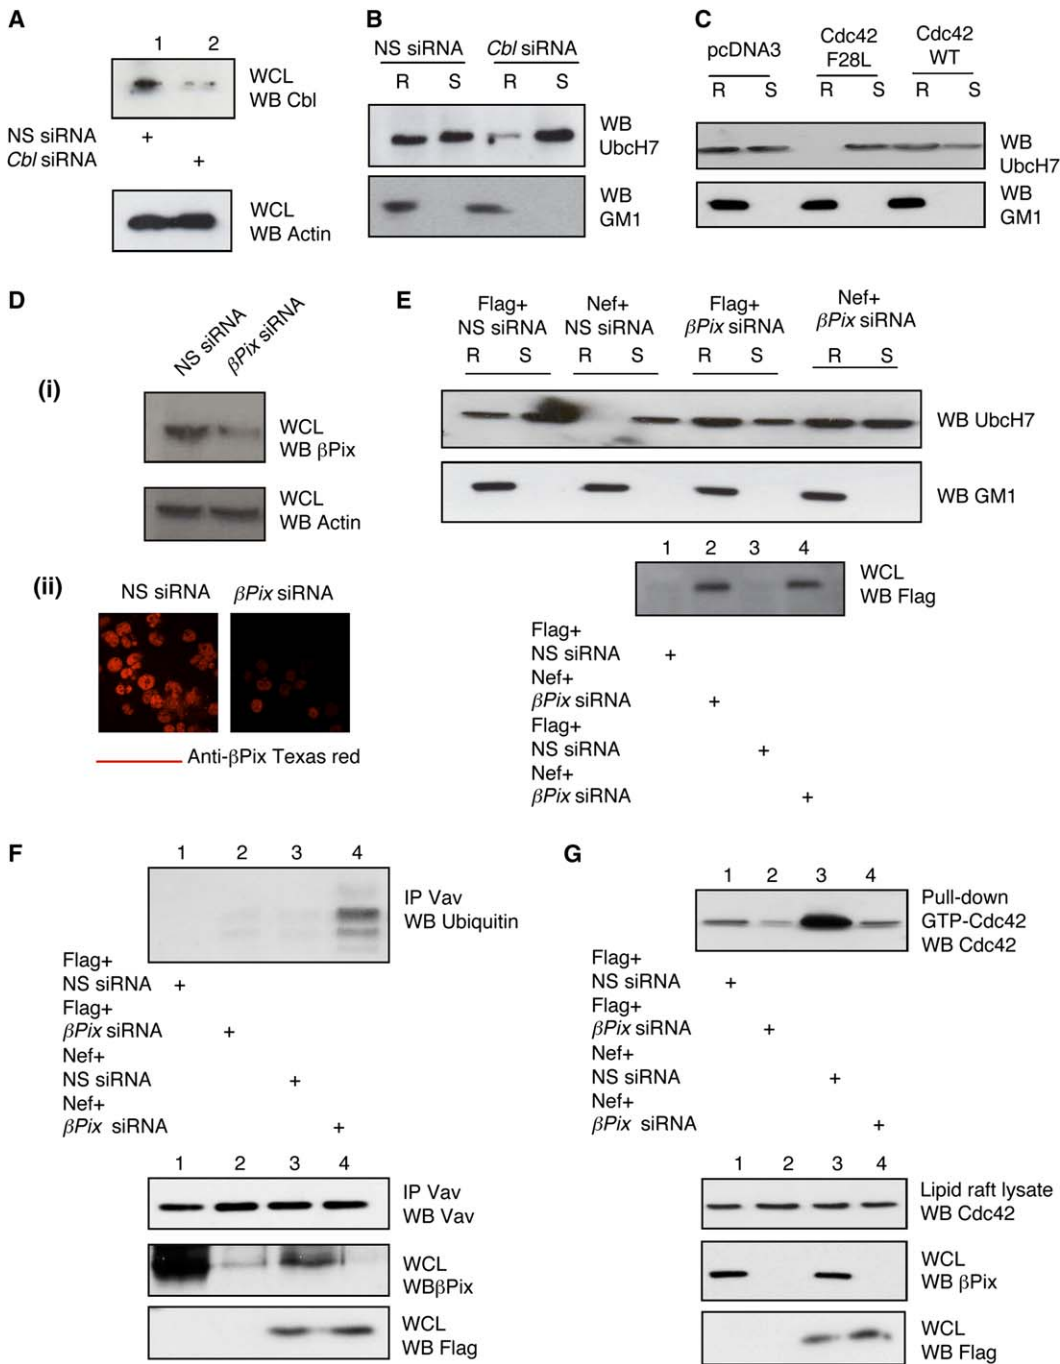 A
1 2
WCL
WB Cbl
NS siRNA +
Cbl siRNA +
WCL
WB Actin
B
NS siRNA Cbl siRNA
R S R S
WB
UbcH7
WB
GM1
C
pcDNA3 Cdc42 F28L Cdc42 WT
R S R S R S
WB
UbcH7
WB
GM1
D
(i)
NS siRNA βPix siRNA
WCL
WB βPix
WCL
WB Actin
(ii)
NS siRNA βPix siRNA
Anti-βPix Texas red
E
Flag+ Nef+ Flag+ Nef+
NS siRNA NS siRNA βPix siRNA βPix siRNA
R S R S R S R S
WB UbcH7
WB GM1
1 2 3 4
WCL
WB Flag
Flag+
NS siRNA +
Nef+
βPix siRNA +
Flag+
NS siRNA +
Nef+
βPix siRNA +
F
1 2 3 4
IP Vav
WB Ubiquitin
Flag+
NS siRNA +
Flag+
βPix siRNA +
Nef+
NS siRNA +
Nef+
βPix siRNA +
1 2 3 4
IP Vav
WB Vav
WCL
WBβPix
WCL
WB Flag
G
1 2 3 4
Pull-down
GTP-Cdc42
WB Cdc42
Flag+
NS siRNA +
Flag+
βPix siRNA +
Nef+
NS siRNA +
Nef+
βPix siRNA +
1 2 3 4
Lipid raft lysate
WB Cdc42
WCL
WB βPix
WCL
WB Flag